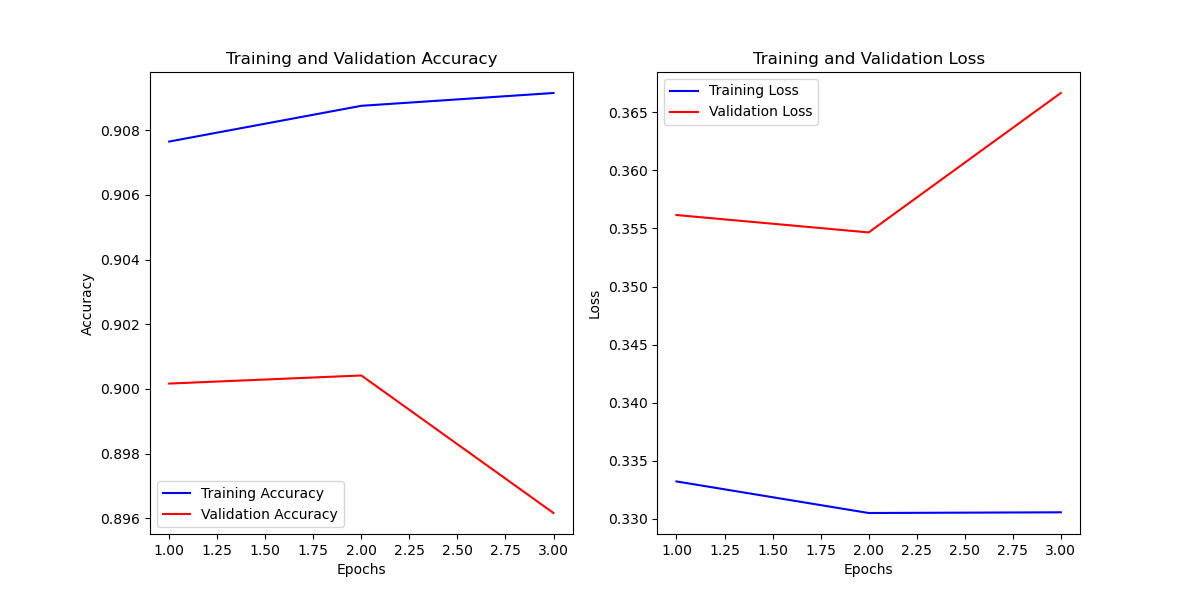 Training and Validation Accuracy
Accuracy
0.908
0.906
0.904
0.902
0.900
0.898
0.896
Training Accuracy
Validation Accuracy
1.00 1.25 1.50 1.75 2.00 2.25 2.50 2.75 3.00
Epochs
Training and Validation Loss
Loss
Training Loss
Validation Loss
0.365
0.360
0.355
0.350
0.345
0.340
0.335
0.330
1.00 1.25 1.50 1.75 2.00 2.25 2.50 2.75 3.00
Epochs